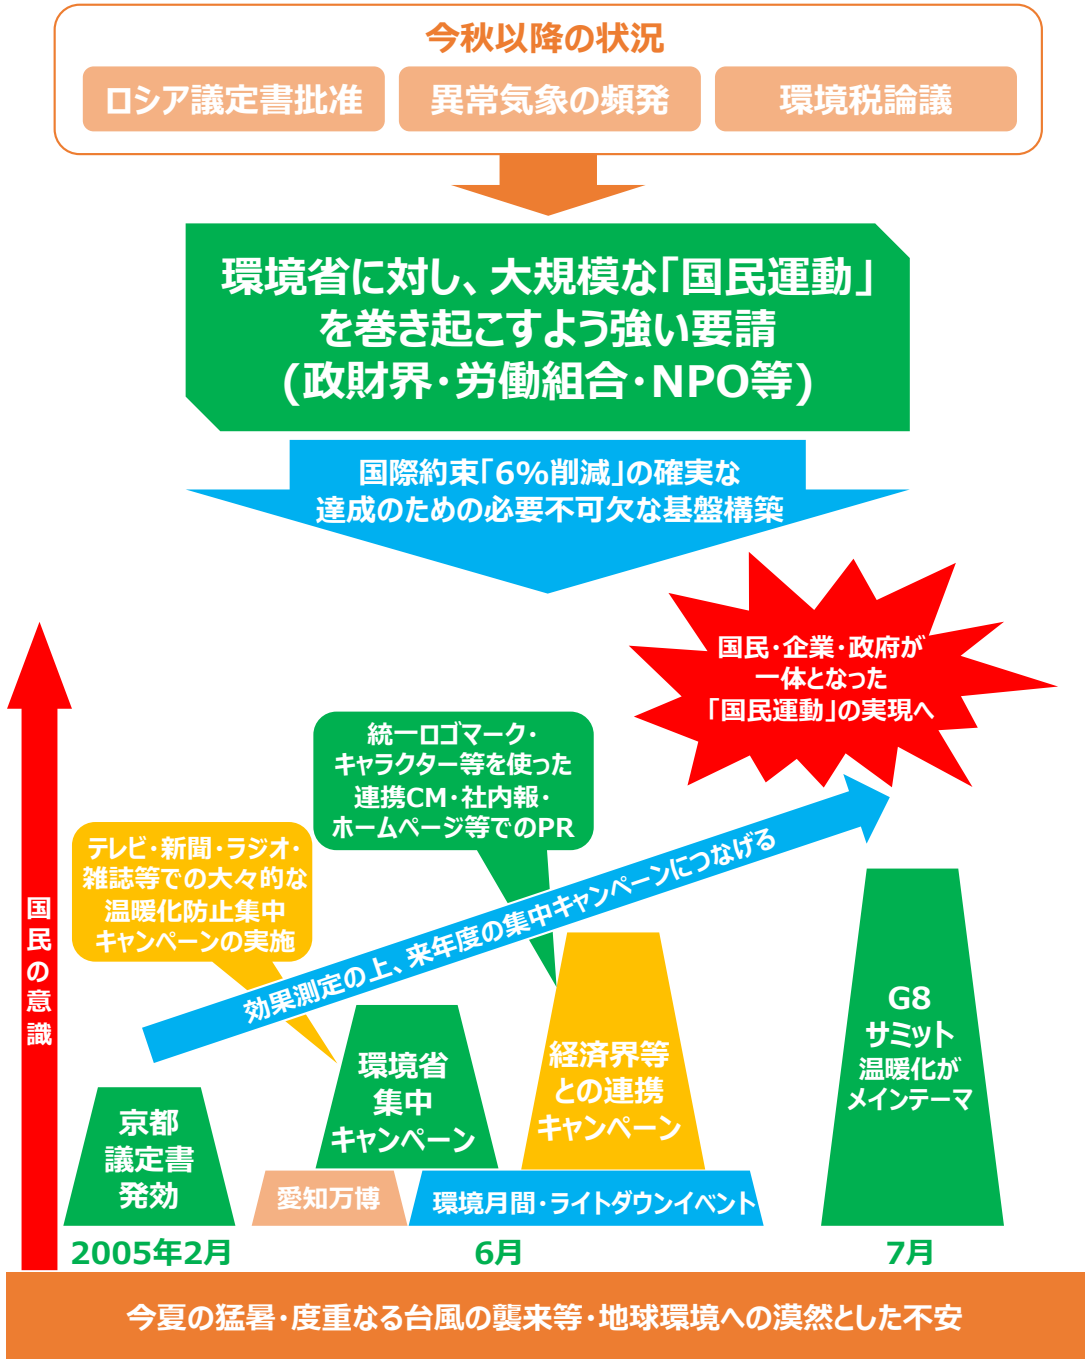 今秋以降の状況
ロシア議定書批准
異常気象の頻発
環境税論議
環境省に対し、大規模な「国民運動」
を巻き起こすよう強い要請
(政財界・労働組合・NPO等)
国際約束「6%削減」の確実な
達成のための必要不可欠な基盤構築
国民・企業・政府が
一体となった
「国民運動」の実現へ
統一ロゴマーク・
キャラクター等を使った
連携CM・社内報・
ホームページ等でのPR
テレビ・新聞・ラジオ・
雑誌等での大々的な
温暖化防止集中
キャンペーンの実施
効果測定の上、来年度の集中キャンペーンにつなげる
国民の意識
京都
議定書
発効
環境省
集中
キャンペーン
経済界等
との連携
キャンペーン
G8
サミット
温暖化が
メインテーマ
愛知万博
環境月間・ライトダウンイベント
2005年2月
6月
7月
今夏の猛暑・度重なる台風の襲来等・地球環境への漠然とした不安